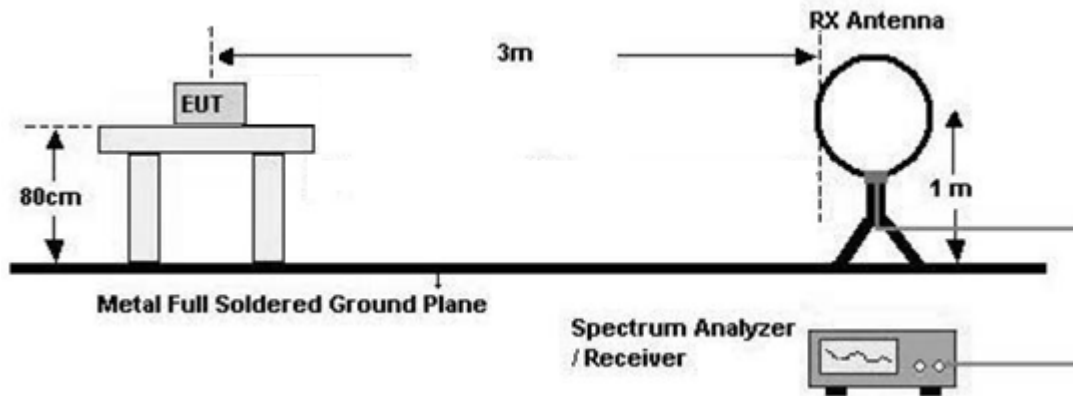 RX Antenna
3m
EUT
80cm
1 m
Metal Full Soldered Ground Plane
Spectrum Analyzer
/ Receiver